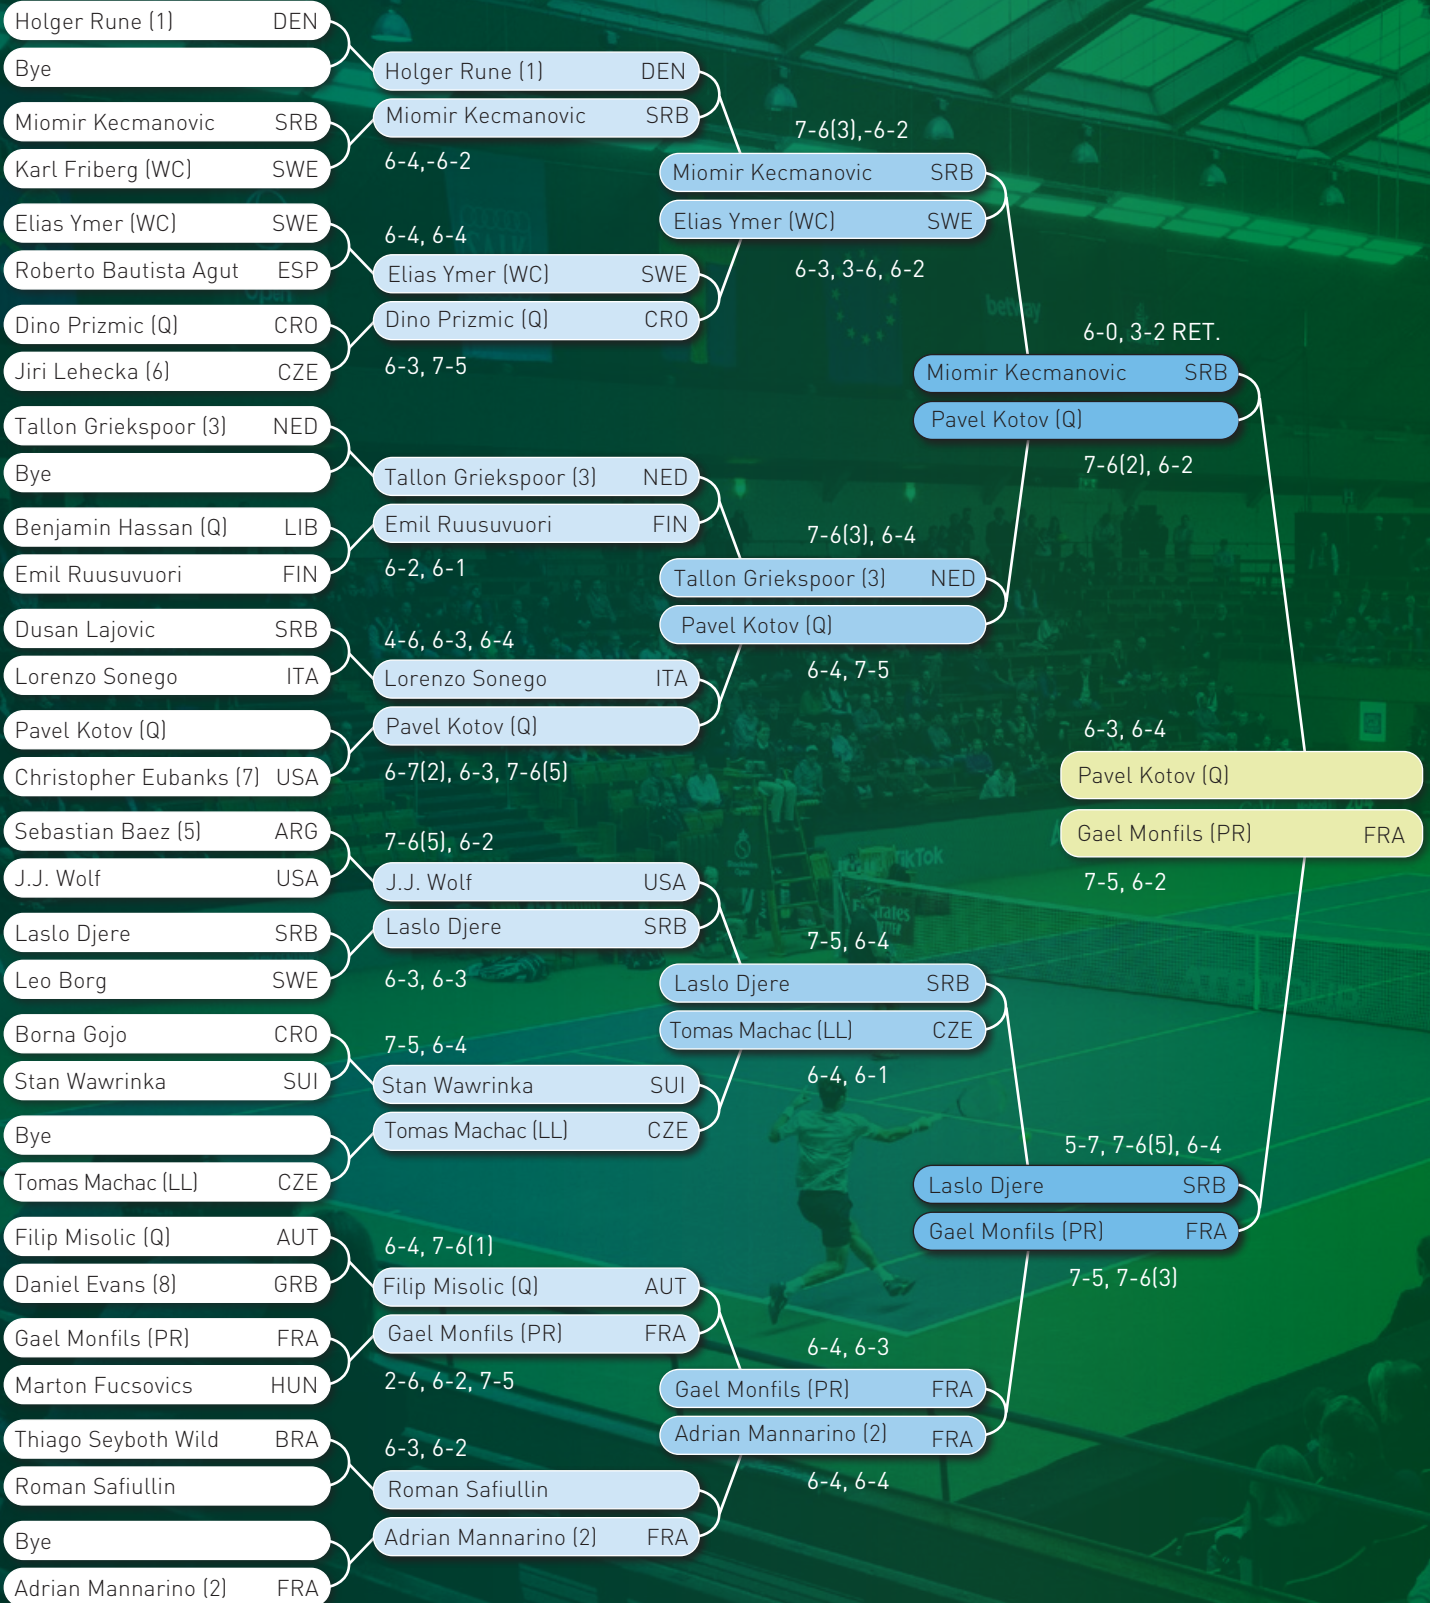 Holger Rune (1) DEN
Bye
Miomir Kecmanovic SRB
Karl Friberg (WC) SWE
Elias Ymer (WC) SWE
Roberto Bautista Agut ESP
Dino Prizmic (Q) CRO
Jiri Lehecka (6) CZE
Tallon Griekspoor (3) NED
Bye
Benjamin Hassan (Q) LIB
Emil Ruusuvuori FIN
Dusan Lajovic SRB
Lorenzo Sonego ITA
Pavel Kotov (Q)
Christopher Eubanks (7) USA
Sebastian Baez (5) ARG
J.J. Wolf USA
Laslo Djere SRB
Leo Borg SWE
Borna Gojo CRO
Stan Wawrinka SUI
Bye
Tomas Machac (LL) CZE
Filip Misolic (Q) AUT
Daniel Evans (8) GRB
Gael Monfils (PR) FRA
Marton Fucsovics HUN
Thiago Seyboth Wild BRA
Roman Safiullin
Bye
Adrian Mannarino (2) FRA
Holger Rune (1) DEN
Miomir Kecmanovic SRB
6-4,-6-2
6-4, 6-4
Elias Ymer (WC) SWE
Dino Prizmic (Q) CRO
6-3, 7-5
Tallon Griekspoor (3) NED
Emil Ruusuvuori FIN
6-2, 6-1
4-6, 6-3, 6-4
Lorenzo Sonego ITA
Pavel Kotov (Q)
6-7(2), 6-3, 7-6(5)
7-6(5), 6-2
J.J. Wolf USA
Laslo Djere SRB
6-3, 6-3
7-5, 6-4
Stan Wawrinka SUI
Tomas Machac (LL) CZE
6-4, 7-6(1)
Filip Misolic (Q) AUT
Gael Monfils (PR) FRA
2-6, 6-2, 7-5
6-3, 6-2
Roman Safiullin
Adrian Mannarino (2) FRA
7-6(3),-6-2
Miomir Kecmanovic SRB
Elias Ymer (WC) SWE
6-3, 3-6, 6-2
7-6(3), 6-4
Tallon Griekspoor (3) NED
Pavel Kotov (Q)
6-4, 7-5
7-5, 6-4
Laslo Djere SRB
Tomas Machac (LL) CZE
6-4, 6-1
6-4, 6-3
Gael Monfils (PR) FRA
Adrian Mannarino (2) FRA
6-4, 6-4
6-0, 3-2 RET.
Miomir Kecmanovic SRB
Pavel Kotov (Q)
7-6(2), 6-2
5-7, 7-6(5), 6-4
Laslo Djere SRB
Gael Monfils (PR) FRA
7-5, 7-6(3)
6-3, 6-4
Pavel Kotov (Q)
Gael Monfils (PR) FRA
7-5, 6-2
betway
TikTok